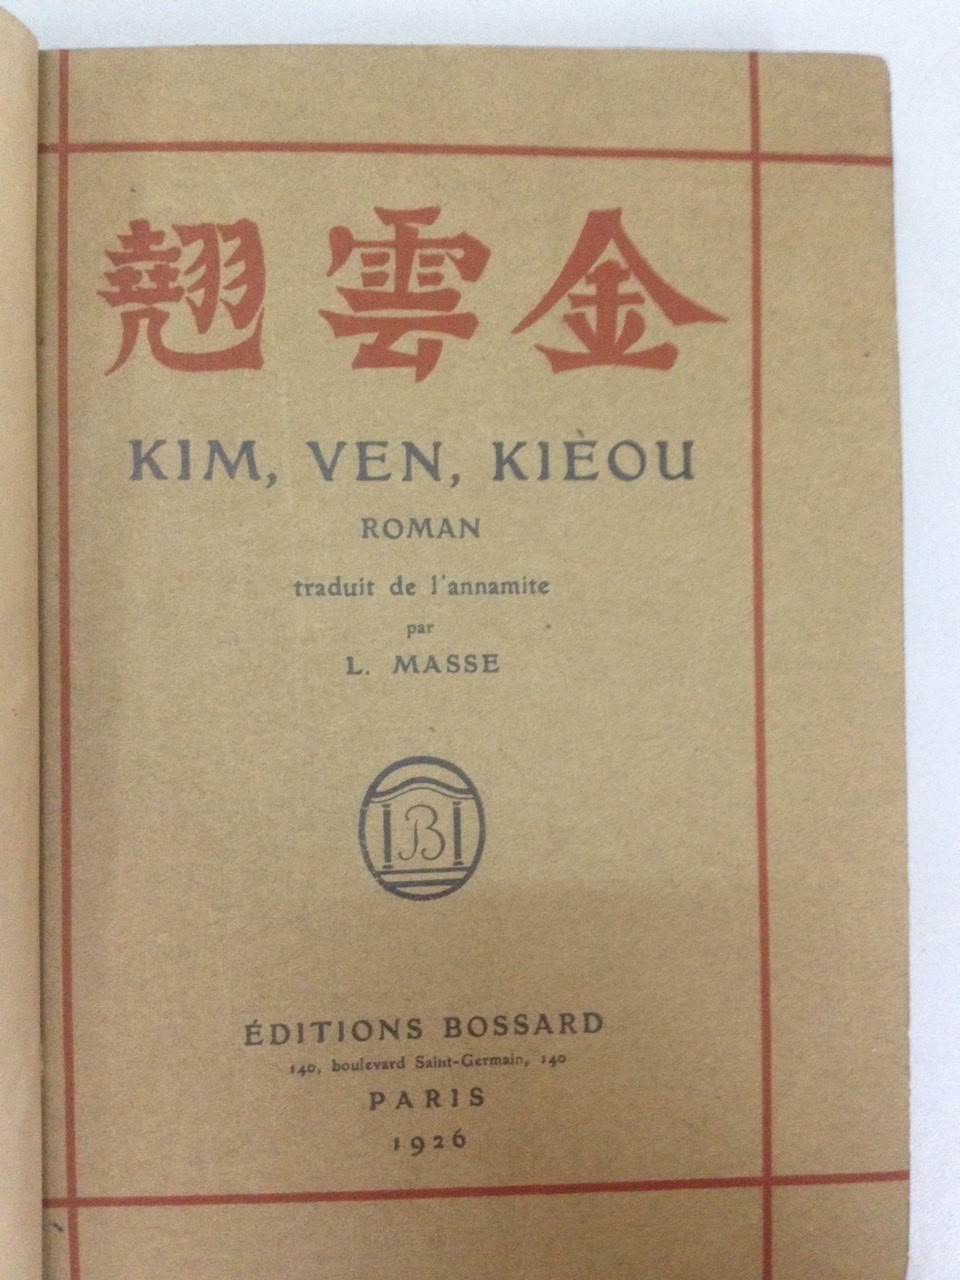 金雲翹
KIM, VEN, KIÈOU
ROMAN
traduit de l'annamite
par
L. MASSE
B
ÉDITIONS BOSSARD
140, boulevard Saint-Germain, 140
PARIS
1926